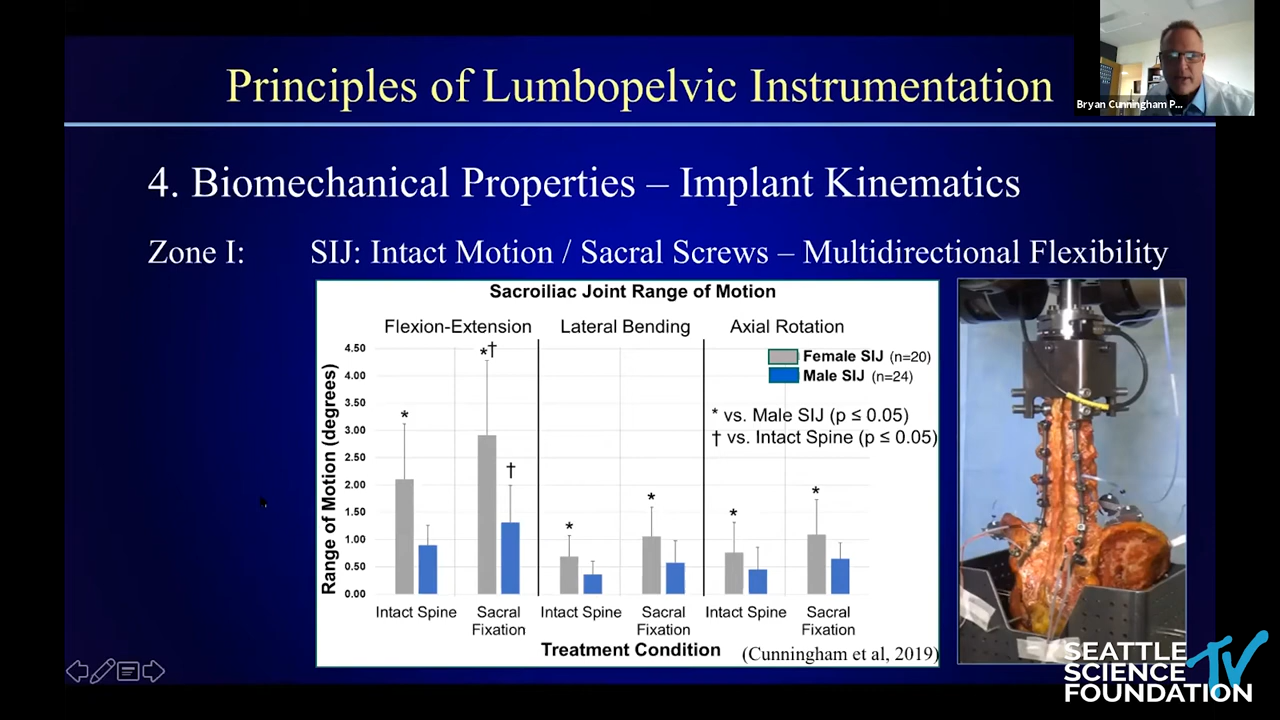 Principles of Lumbopelvic Instrumentation
Bryan Cunningham P...
4. Biomechanical Properties – Implant Kinematics
Zone I: SIJ: Intact Motion / Sacral Screws – Multidirectional Flexibility
Sacroiliac Joint Range of Motion
Flexion-Extension Lateral Bending Axial Rotation
Range of Motion (degrees)
4.50
4.00
3.50
3.00
2.50
2.00
1.50
1.00
0.50
0.00
*†
*
†
*
*
*
*
Female SIJ (n=20)
Male SIJ (n=24)
* vs. Male SIJ (p ≤ 0.05)
† vs. Intact Spine (p ≤ 0.05)
Intact Spine Sacral Fixation Intact Spine Sacral Fixation Intact Spine Sacral Fixation
Treatment Condition
(Cunningham et al, 2019)
SEATTLE
SCIENCE TV
FOUNDATION